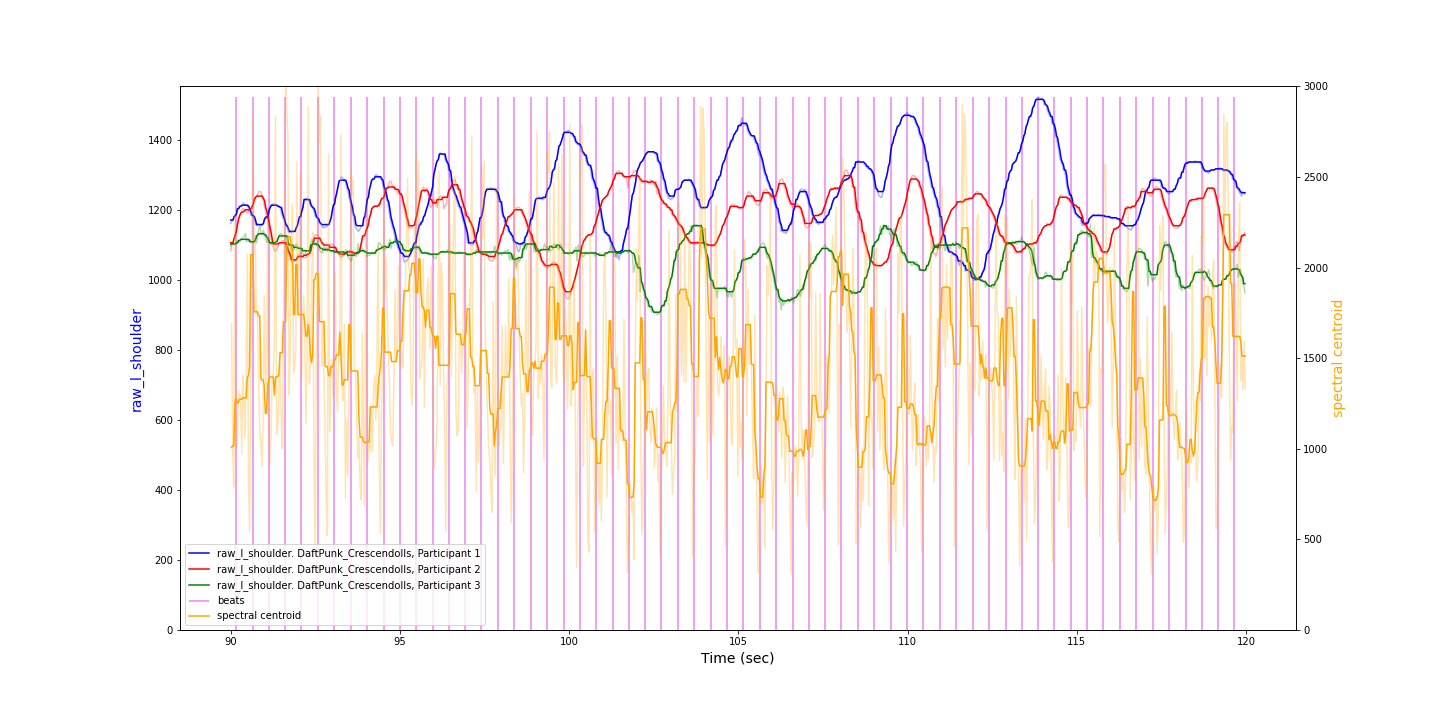 1400
1200
1000
800
600
400
200
0
raw_l_shoulder
3000
2500
2000
1500
1000
500
0
spectral centroid
raw_l_shoulder. DaftPunk_Crescendolls, Participant 1
raw_l_shoulder. DaftPunk_Crescendolls, Participant 2
raw_l_shoulder. DaftPunk_Crescendolls, Participant 3
beats
spectral centroid
90
95
100
105
110
115
120
Time (sec)